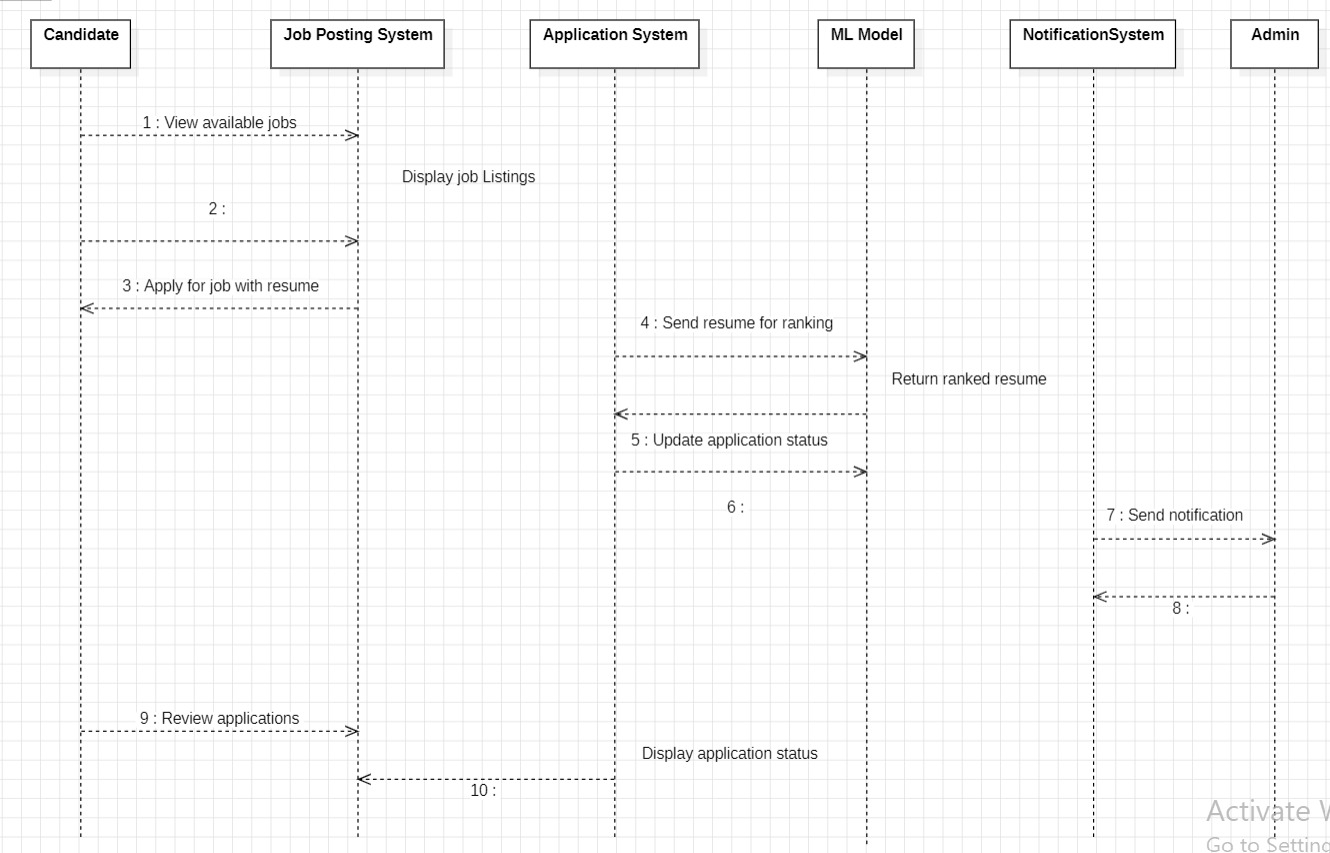 Candidate
Job Posting System
Application System
ML Model
NotificationSystem
Admin
1 : View available jobs
Display job Listings
2 :
3 : Apply for job with resume
4 : Send resume for ranking
Return ranked resume
5 : Update application status
6 :
7 : Send notification
8 :
9 : Review applications
Display application status
10 :
Activate W
Go to Setting